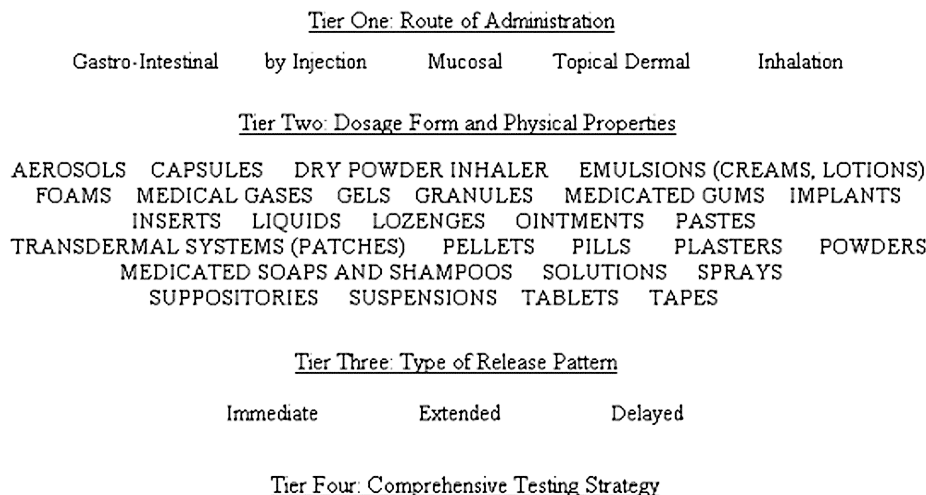 Tier One: Route of Administration
Gastro-Intestinal by Injection Mucosal Topical Dermal Inhalation
Tier Two: Dosage Form and Physical Properties
AEROSOLS CAPSULES DRY POWDER INHALER EMULSIONS (CREAMS, LOTIONS)
FOAMS MEDICAL GASES GELS GRANULES MEDICATED GUMS IMPLANTS
INSERTS LIQUIDS LOZENGES OINTMENTS PASTES
TRANSDERMAL SYSTEMS (PATCHES) PELLETS PILLS PLASTERS POWDERS
MEDICATED SOAPS AND SHAMPOOS SOLUTIONS SPRAYS
SUPPOSITORIES SUSPENSIONS TABLETS TAPES
Tier Three: Type of Release Pattern
Immediate Extended Delayed
Tier Four: Comprehensive Testing Strategy